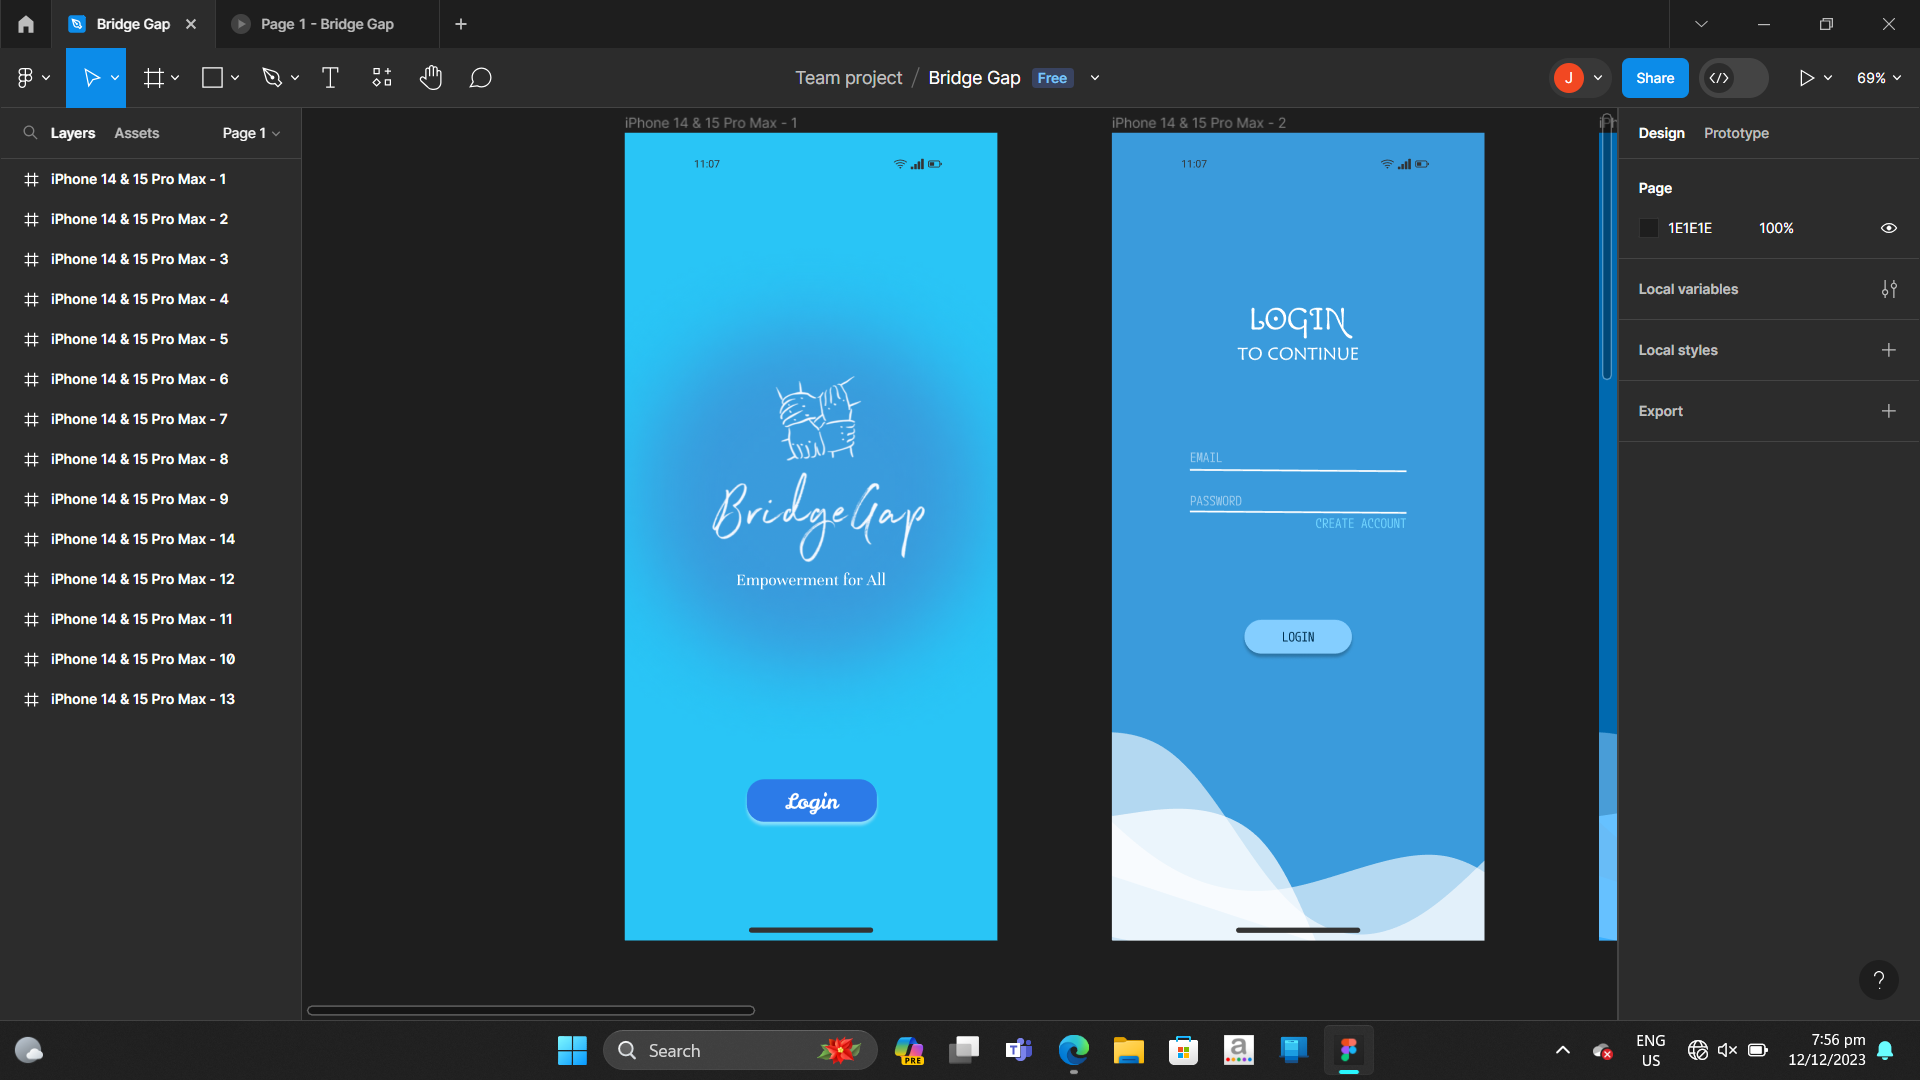 Bridge Gap
Page 1 - Bridge Gap
Team project / Bridge Gap Free
J
Share
69%
Layers Assets Page 1
iPhone 14 & 15 Pro Max - 1
iPhone 14 & 15 Pro Max - 2
iPhone 14 & 15 Pro Max - 3
iPhone 14 & 15 Pro Max - 4
iPhone 14 & 15 Pro Max - 5
iPhone 14 & 15 Pro Max - 6
iPhone 14 & 15 Pro Max - 7
iPhone 14 & 15 Pro Max - 8
iPhone 14 & 15 Pro Max - 9
iPhone 14 & 15 Pro Max - 14
iPhone 14 & 15 Pro Max - 12
iPhone 14 & 15 Pro Max - 11
iPhone 14 & 15 Pro Max - 10
iPhone 14 & 15 Pro Max - 13
iPhone 14 & 15 Pro Max - 1
11:07
BridgeGap
Empowerment for All
Login
iPhone 14 & 15 Pro Max - 2
11:07
LOGIN
TO CONTINUE
EMAIL
PASSWORD
CREATE ACCOUNT
LOGIN
iPh
Design Prototype
Page
1E1E1E 100%
Local variables
Local styles
Export
?
Search
PRE
a
ENG
US
7:56 pm
12/12/2023